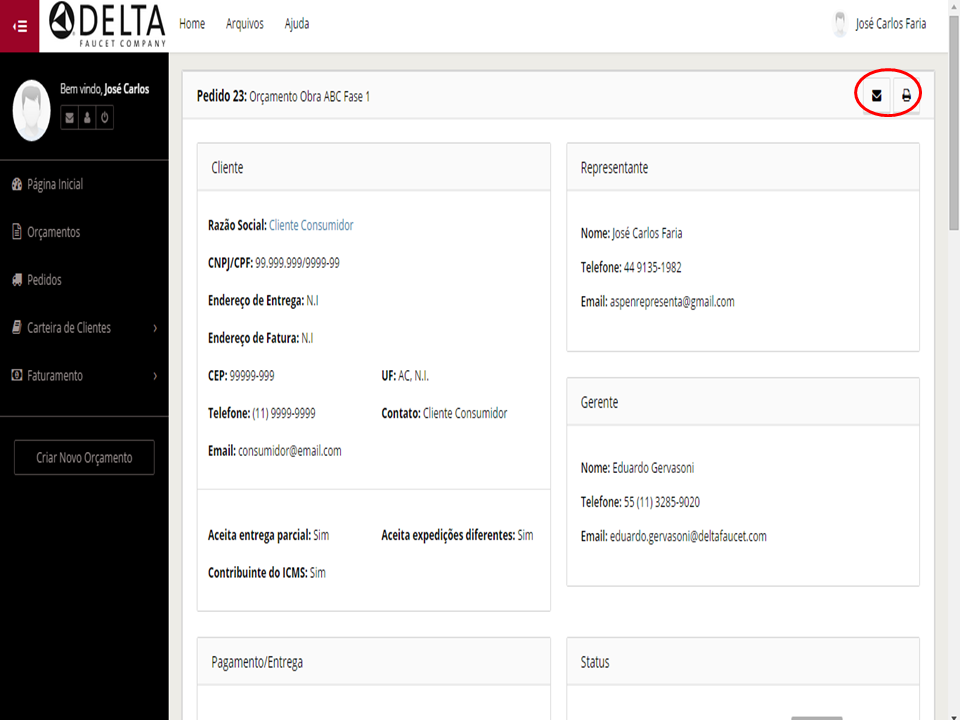 DELTA
FAUCET COMPANY
Home Arquivos Ajuda
José Carlos Faria
Bem vindo, José Carlos
Página Inicial
Orçamentos
Pedidos
Carteira de Clientes
Faturamento
Criar Novo Orçamento
Pedido 23: Orçamento Obra ABC Fase 1
Cliente
Razão Social: Cliente Consumidor
CNPJ/CPF: 99.999.999/9999-99
Endereço de Entrega: N.I
Endereço de Fatura: N.I
CEP: 99999-999 UF: AC, N.I.
Telefone: (11) 9999-9999 Contato: Cliente Consumidor
Email: consumidor@email.com
Aceita entrega parcial: Sim Aceita expedições diferentes: Sim
Contribuinte do ICMS: Sim
Representante
Nome: José Carlos Faria
Telefone: 44 9135-1982
Email: aspenrepresenta@gmail.com
Gerente
Nome: Eduardo Gervasoni
Telefone: 55 (11) 3285-9020
Email: eduardo.gervasoni@deltafaucet.com
Pagamento/Entrega
Status